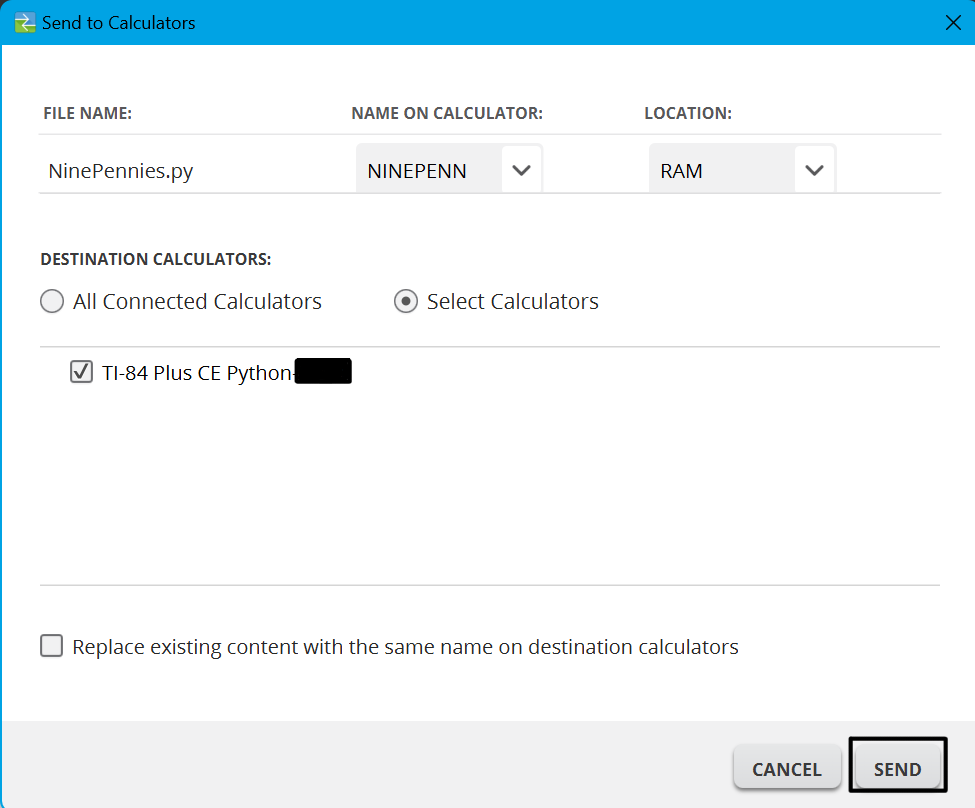 Send to Calculators
FILE NAME: NAME ON CALCULATOR: LOCATION:
NinePennies.py NINEPENN RAM
DESTINATION CALCULATORS:
All Connected Calculators Select Calculators
TI-84 Plus CE Python-
Replace existing content with the same name on destination calculators
CANCEL SEND